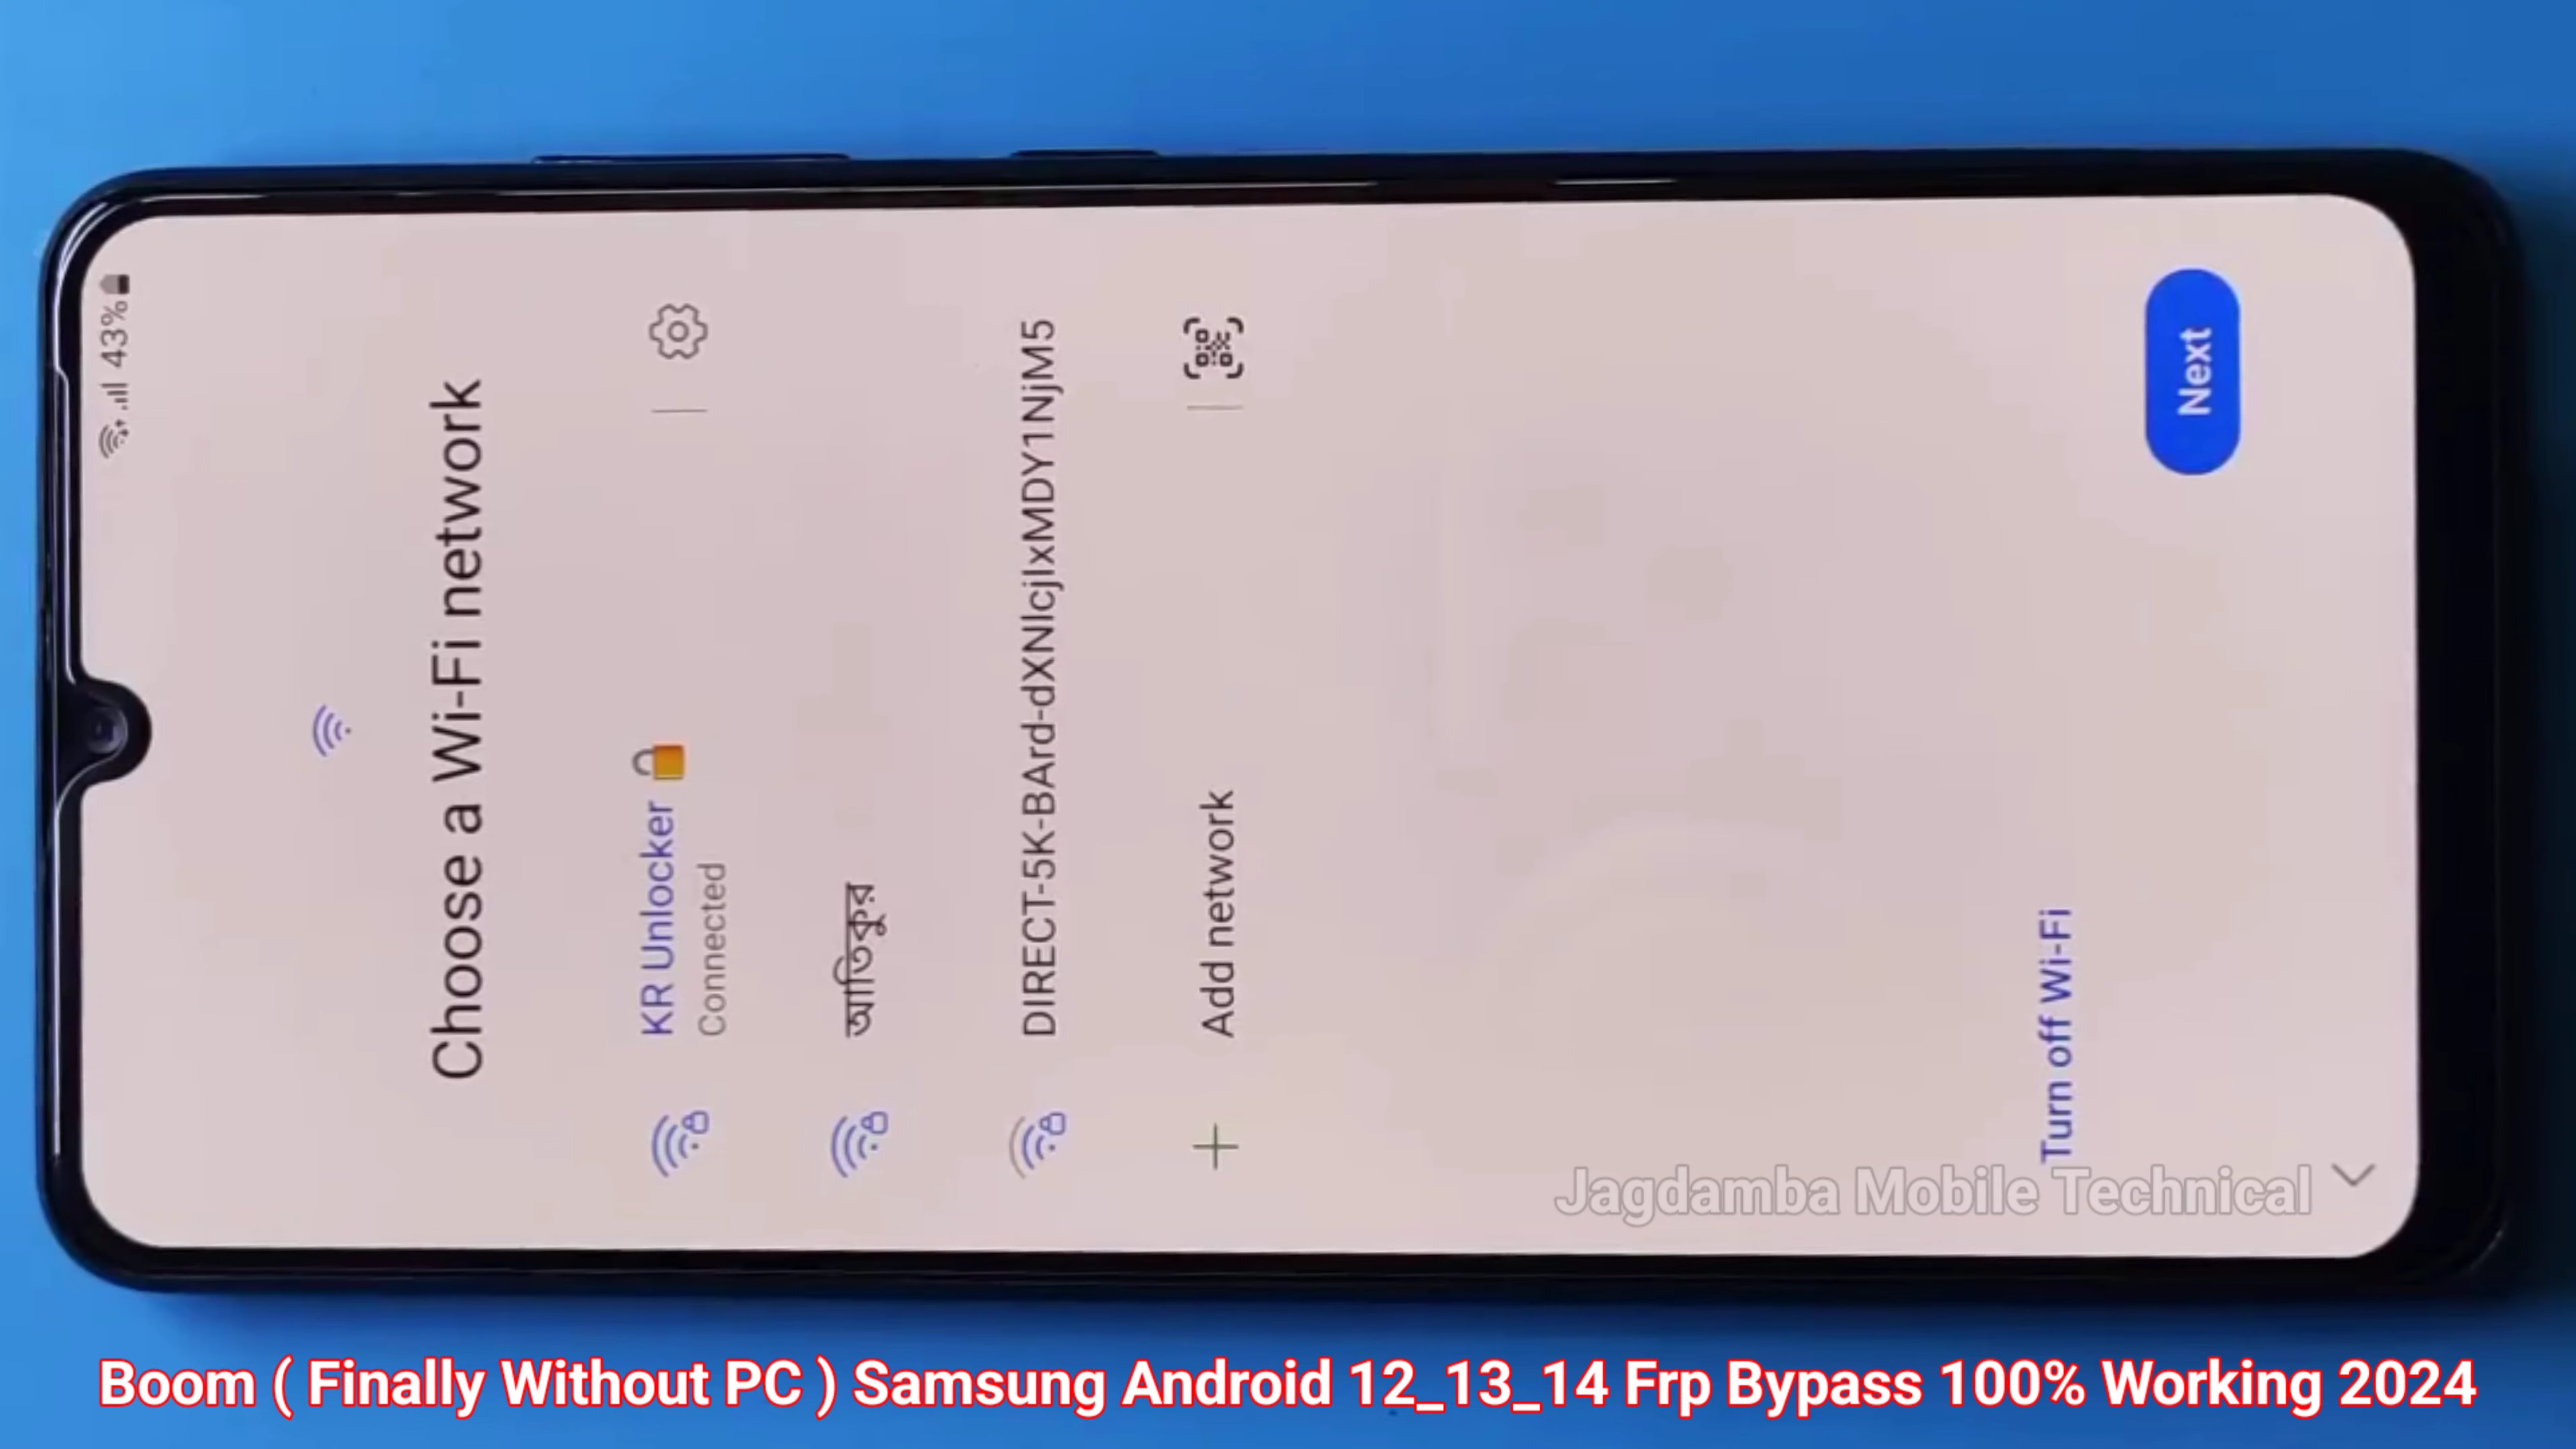 43%
Choose a Wi-Fi network
KR Unlocker
Connected
আতিকুর
DIRECT-5K-BArd-dXNlcjIxMDY1NjM5
Add network
Turn off Wi-Fi
Next
Jagdamba Mobile Technical
Boom ( Finally Without PC ) Samsung Android 12_13_14 Frp Bypass 100% Working 2024